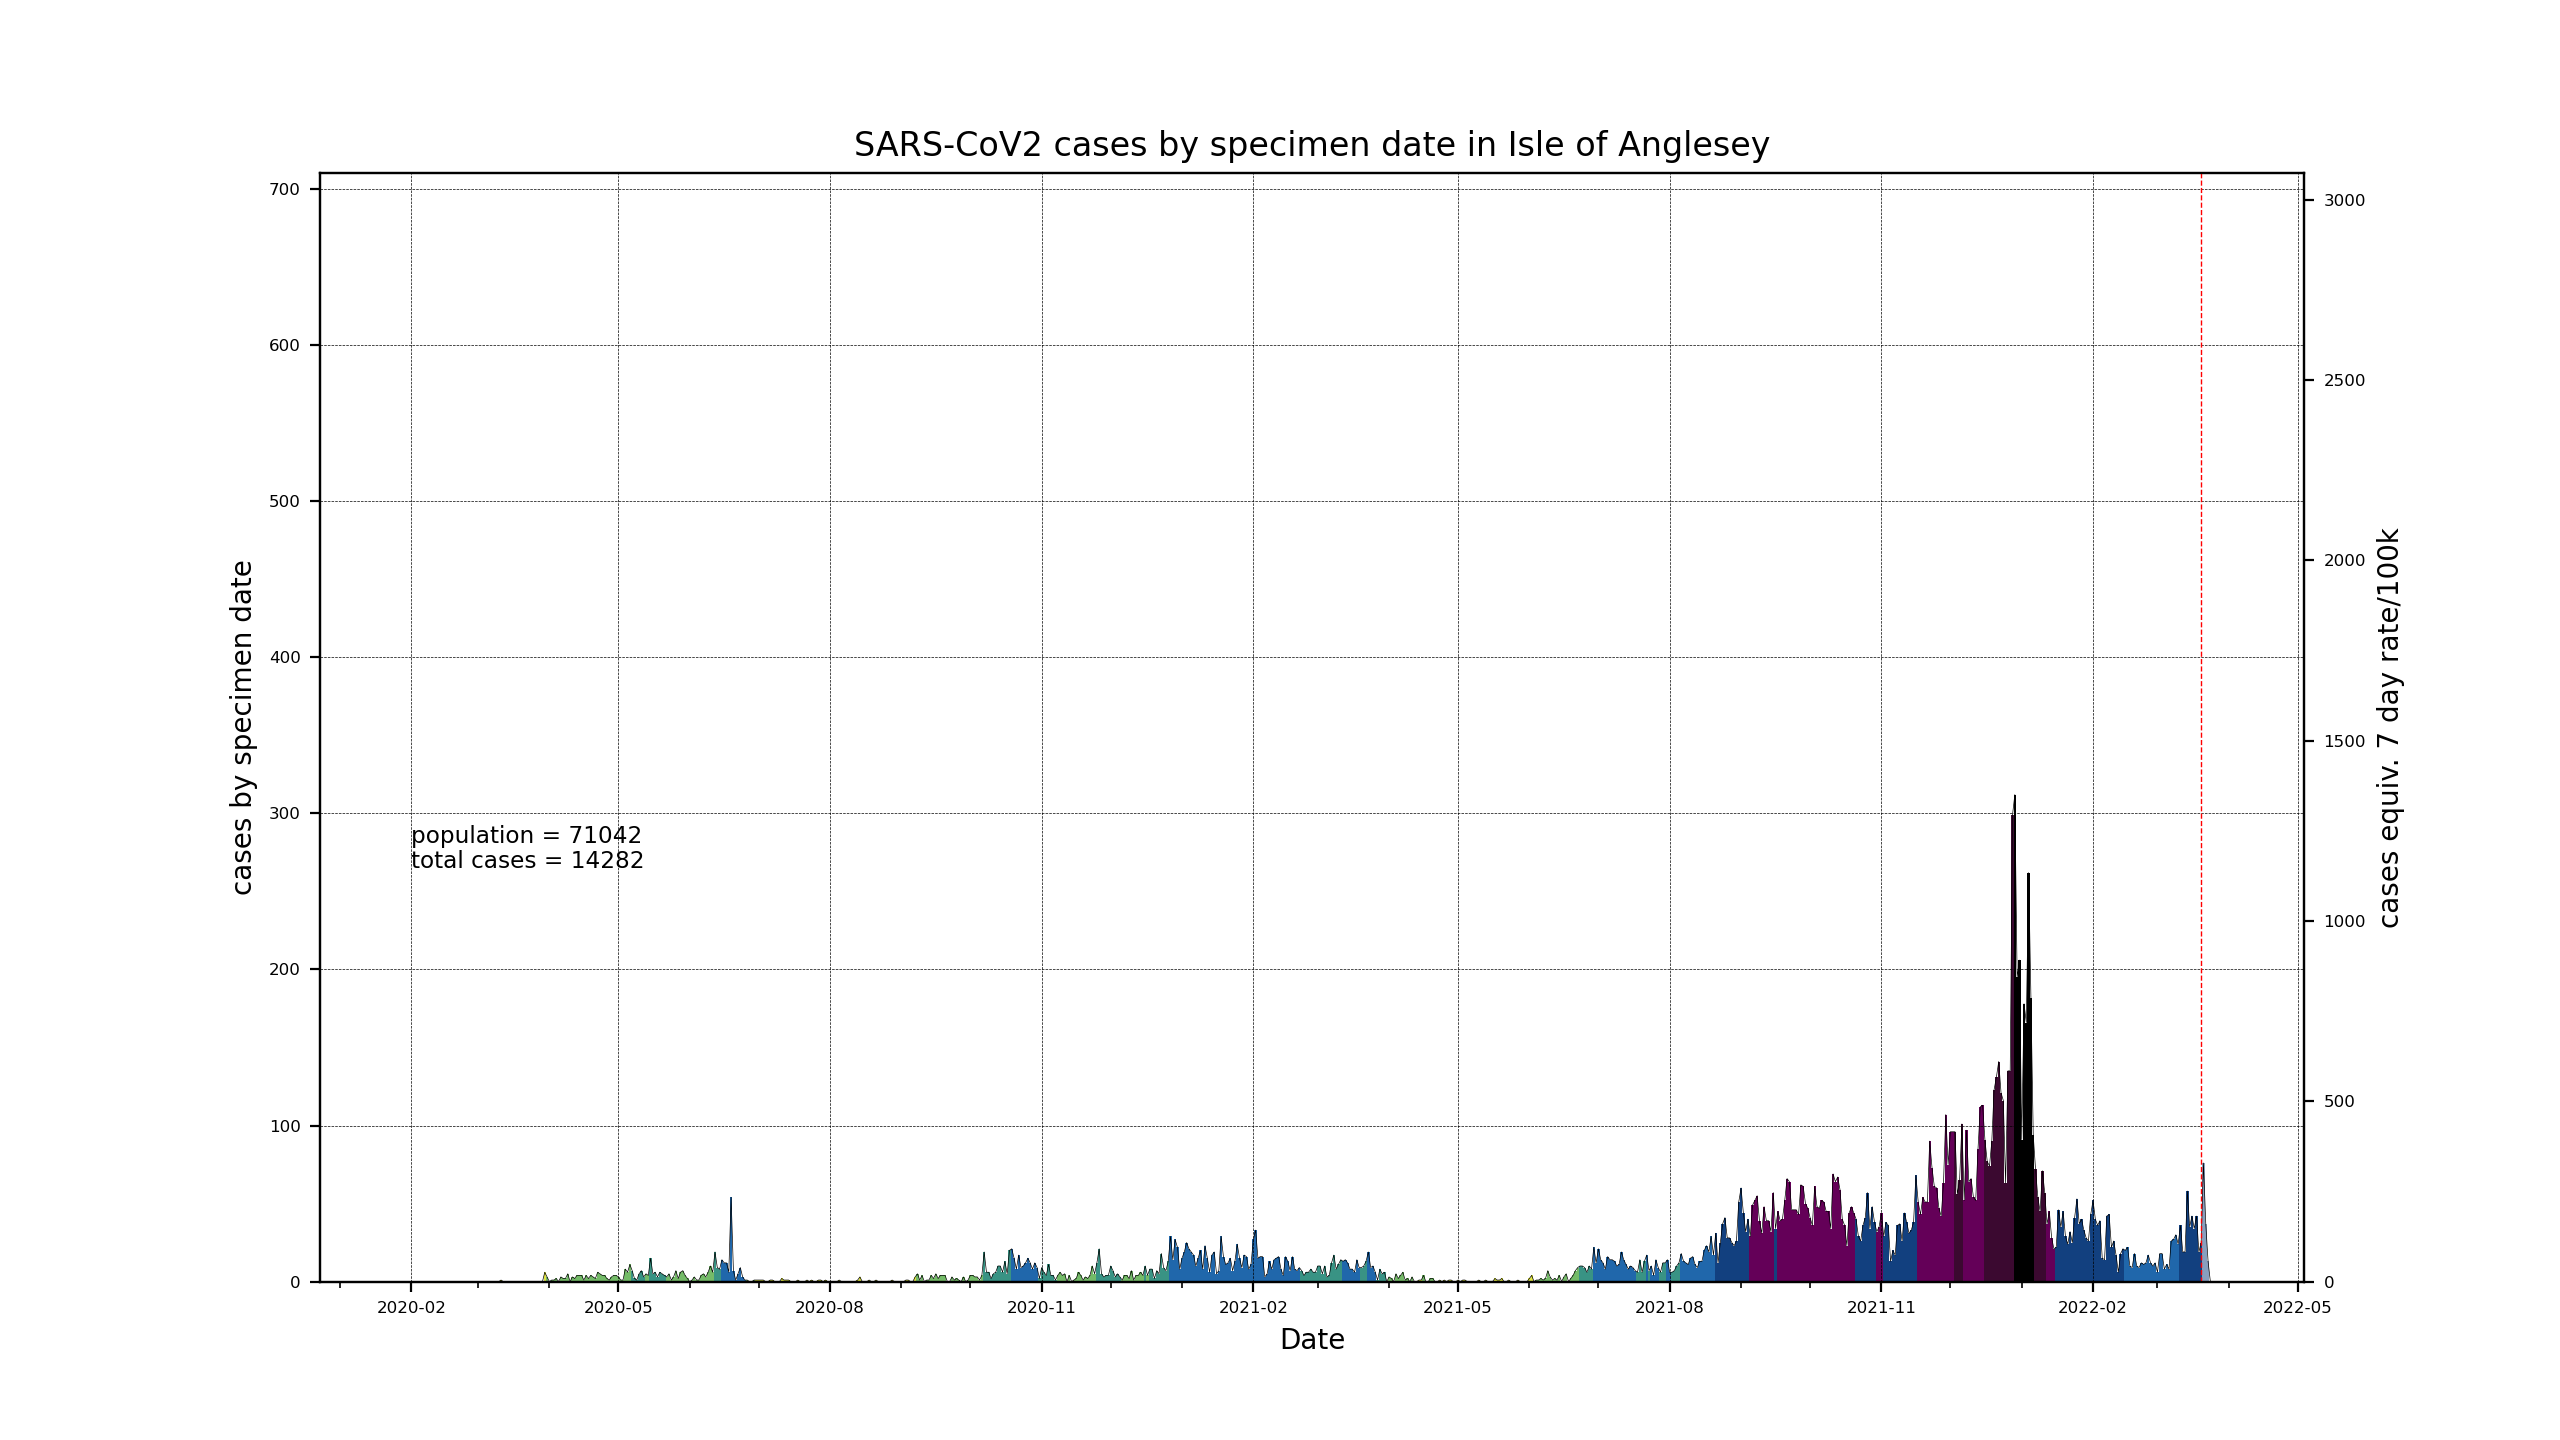 SARS-CoV2 cases by specimen date in Isle of Anglesey
700
600
500
400
300
200
100
0
cases by specimen date
population = 71042
total cases = 14282
3000
2500
2000
1500
1000
500
0
cases equiv. 7 day rate/100k
2020-02 2020-05 2020-08 2020-11 2021-02 2021-05 2021-08 2021-11 2022-02 2022-05
Date